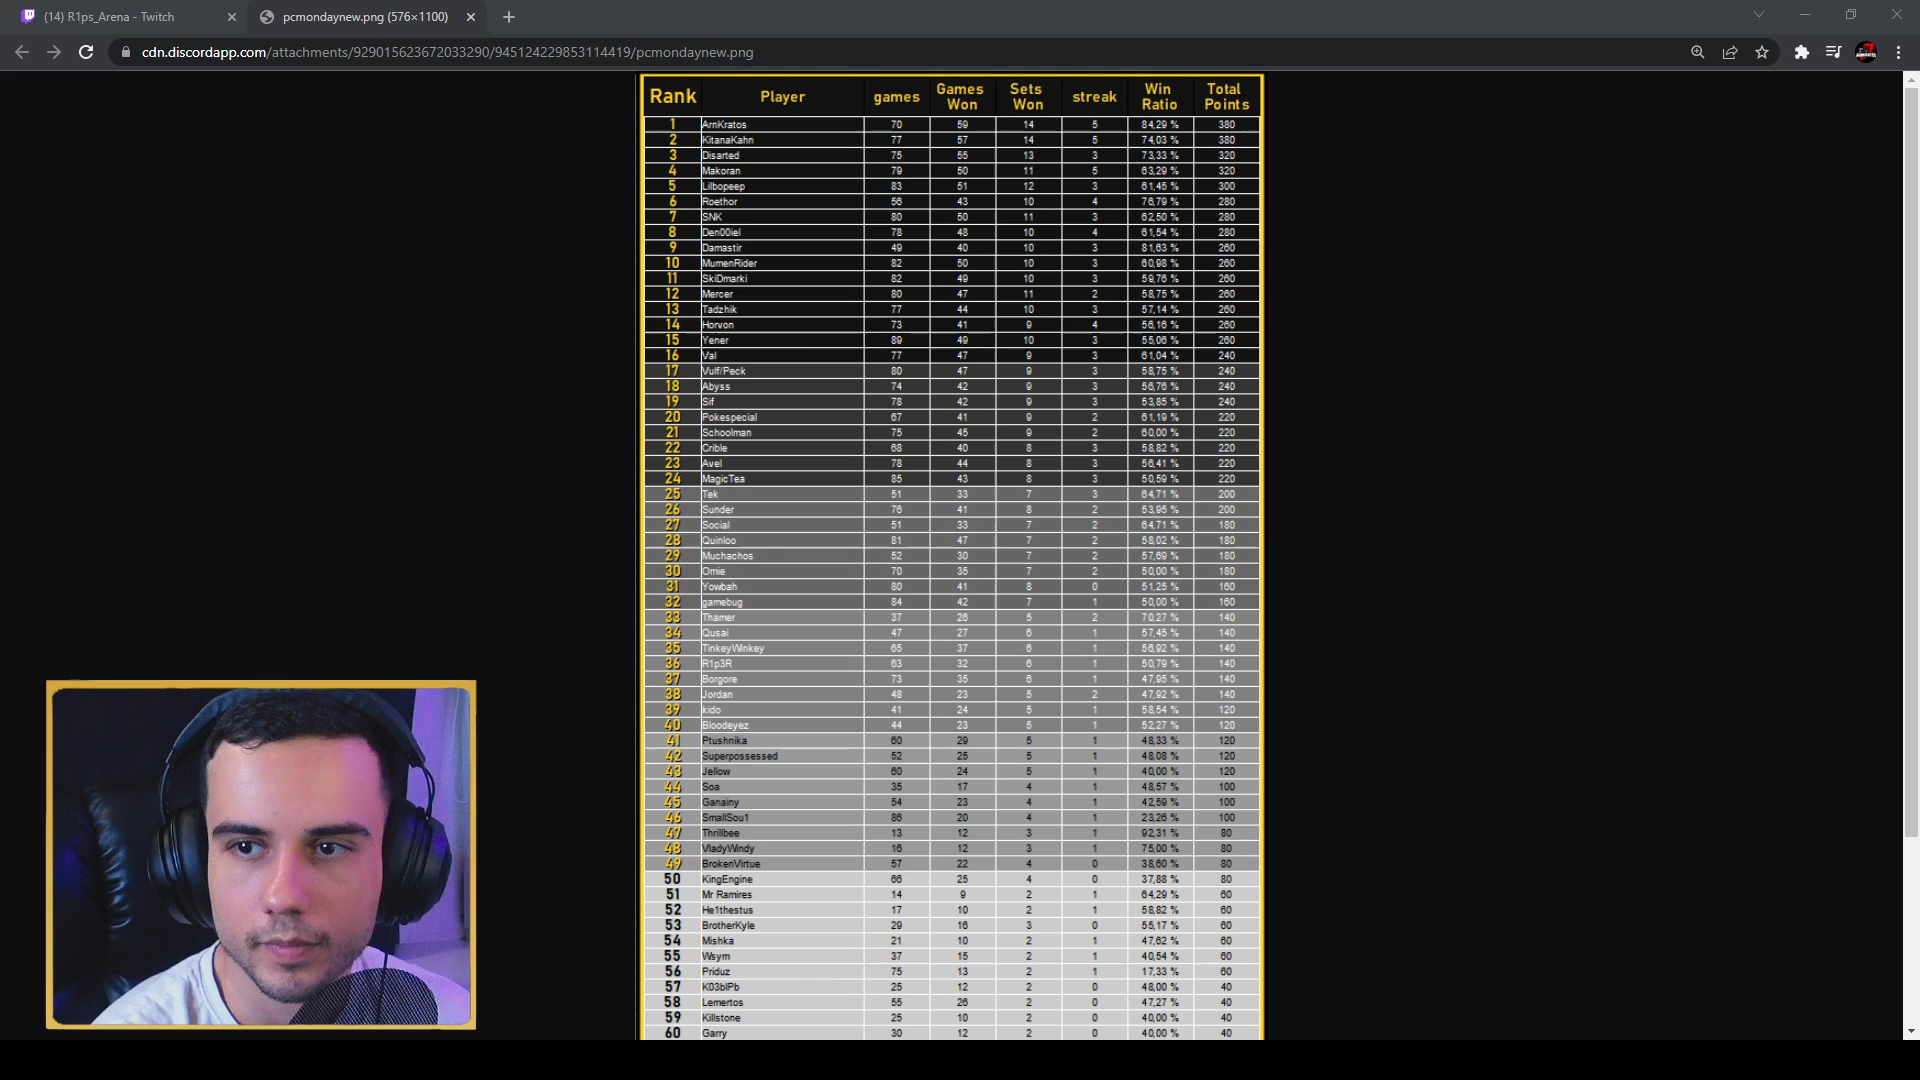 (14) R1ps_Arena - Twitch
pcmondaynew.png (576×1100)
cdn.discordapp.com/attachments/929015623672033290/945124229853114419/pcmondaynew.png
Rank Player games Games Won Sets Won streak Win Ratio Total Points
1 ArnKratos 70 59 14 5 84,29 % 380
2 KitanaKahn 77 57 14 5 74,03 % 380
3 Disarted 75 55 13 3 73,33 % 320
4 Makoran 79 50 11 5 63,29 % 320
5 Lilbopeep 83 51 12 3 61,45 % 300
6 Roethor 56 43 10 4 76,79 % 280
7 SNK 80 50 11 3 62,50 % 280
8 Den00iel 78 48 10 4 61,54 % 280
9 Damastir 49 40 10 3 81,63 % 260
10 MumenRider 82 50 10 3 60,98 % 260
11 SkiDmarki 82 49 10 3 59,76 % 260
12 Mercer 80 47 11 2 58,75 % 260
13 Tadzhik 77 44 10 3 57,14 % 260
14 Horvon 73 41 9 4 56,16 % 260
15 Yener 89 49 10 3 55,06 % 260
16 Val 77 47 9 3 61,04 % 240
17 Vulf/Peck 80 47 9 3 58,75 % 240
18 Abyss 74 42 9 3 56,76 % 240
19 Sif 78 42 9 3 53,85 % 240
20 Pokespecial 67 41 9 2 61,19 % 220
21 Schoolman 75 45 9 2 60,00 % 220
22 Crible 68 40 8 3 58,82 % 220
23 Avel 78 44 8 3 56,41 % 220
24 MagicTea 85 43 8 3 50,59 % 220
25 Tek 51 33 7 3 64,71 % 200
26 Sunder 76 41 8 2 53,95 % 200
27 Social 51 33 7 2 64,71 % 180
28 Quinloo 81 47 7 2 58,02 % 180
29 Muchachos 52 30 7 2 57,69 % 180
30 Omie 70 35 7 2 50,00 % 180
31 Yowbah 80 41 8 0 51,25 % 160
32 gamebug 84 42 7 1 50,00 % 160
33 Thamer 37 26 5 2 70,27 % 140
34 Qusai 47 27 6 1 57,45 % 140
35 TinkeyWinkey 65 37 6 1 56,92 % 140
36 R1p3R 63 32 6 1 50,79 % 140
37 Borgore 73 35 6 1 47,95 % 140
38 Jordan 48 23 5 2 47,92 % 140
39 kido 41 24 5 1 58,54 % 120
40 Bloodeyez 44 23 5 1 52,27 % 120
41 Ptushnika 60 29 5 1 48,33 % 120
42 Superpossessed 52 25 5 1 48,08 % 120
43 Jellow 60 24 5 1 40,00 % 120
44 Soa 35 17 4 1 48,57 % 100
45 Ganainy 54 23 4 1 42,59 % 100
46 SmallSou1 86 20 4 1 23,26 % 100
47 Thrillbee 13 12 3 1 92,31 % 80
48 VladyWindy 16 12 3 1 75,00 % 80
49 BrokenVirtue 57 22 4 0 38,60 % 80
50 KingEngine 66 25 4 0 37,88 % 80
51 Mr Ramires 14 9 2 1 64,29 % 60
52 He1thestus 17 10 2 1 58,82 % 60
53 BrotherKyle 29 16 3 0 55,17 % 60
54 Mishka 21 10 2 1 47,62 % 60
55 Wsym 37 15 2 1 40,54 % 60
56 Priduz 75 13 2 1 17,33 % 60
57 K03blPb 25 12 2 0 48,00 % 40
58 Lemertos 55 26 2 0 47,27 % 40
59 Killstone 25 10 2 0 40,00 % 40
60 Garry 30 12 2 0 40,00 % 40